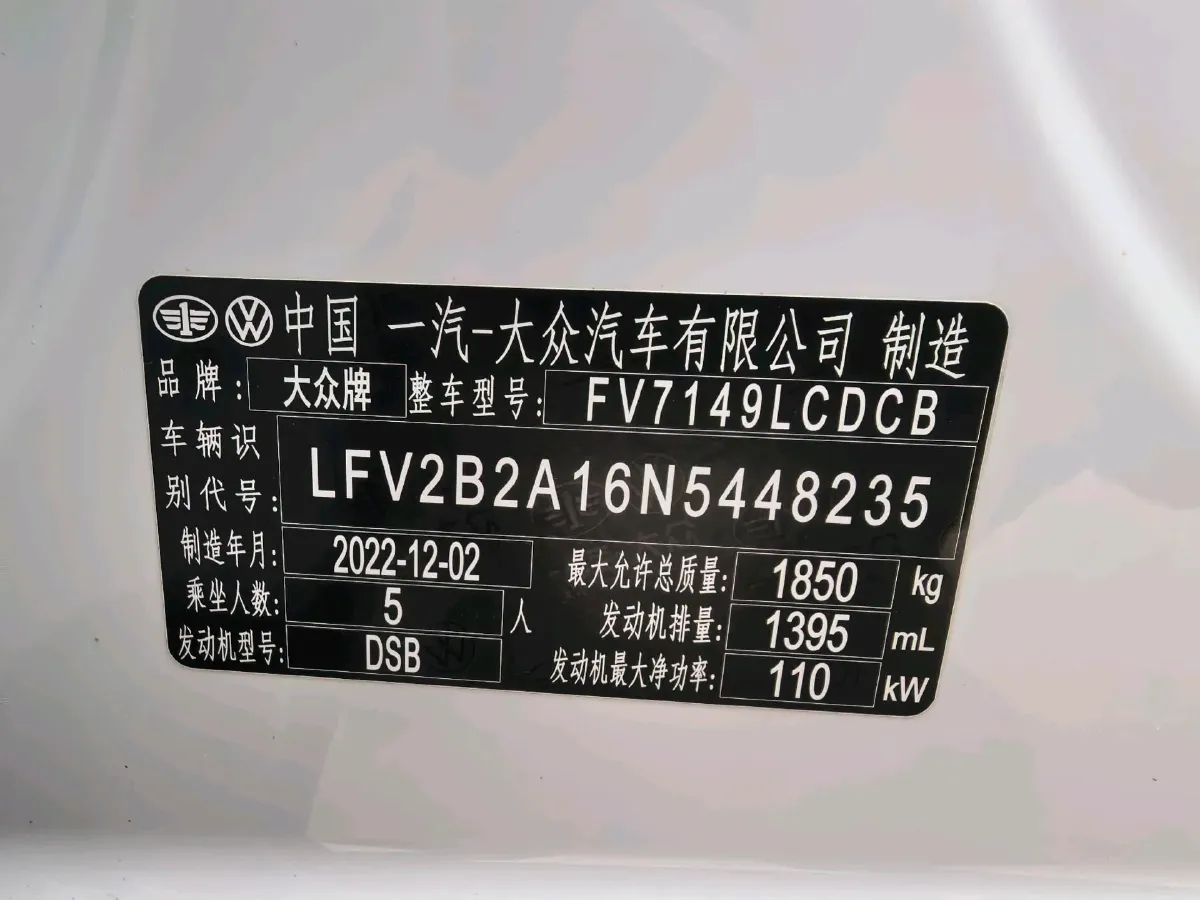 中国 一汽-大众汽车有限公司 制造
品牌: 大众牌 整车型号: FV7149LCDCB
车辆识
别代号: LFV2B2A16N5448235
制造年月: 2022-12-02 最大允许总质量: 1850 kg
乘坐人数: 5 人 发动机排量: 1395 mL
发动机型号: DSB 发动机最大净功率: 110 kW